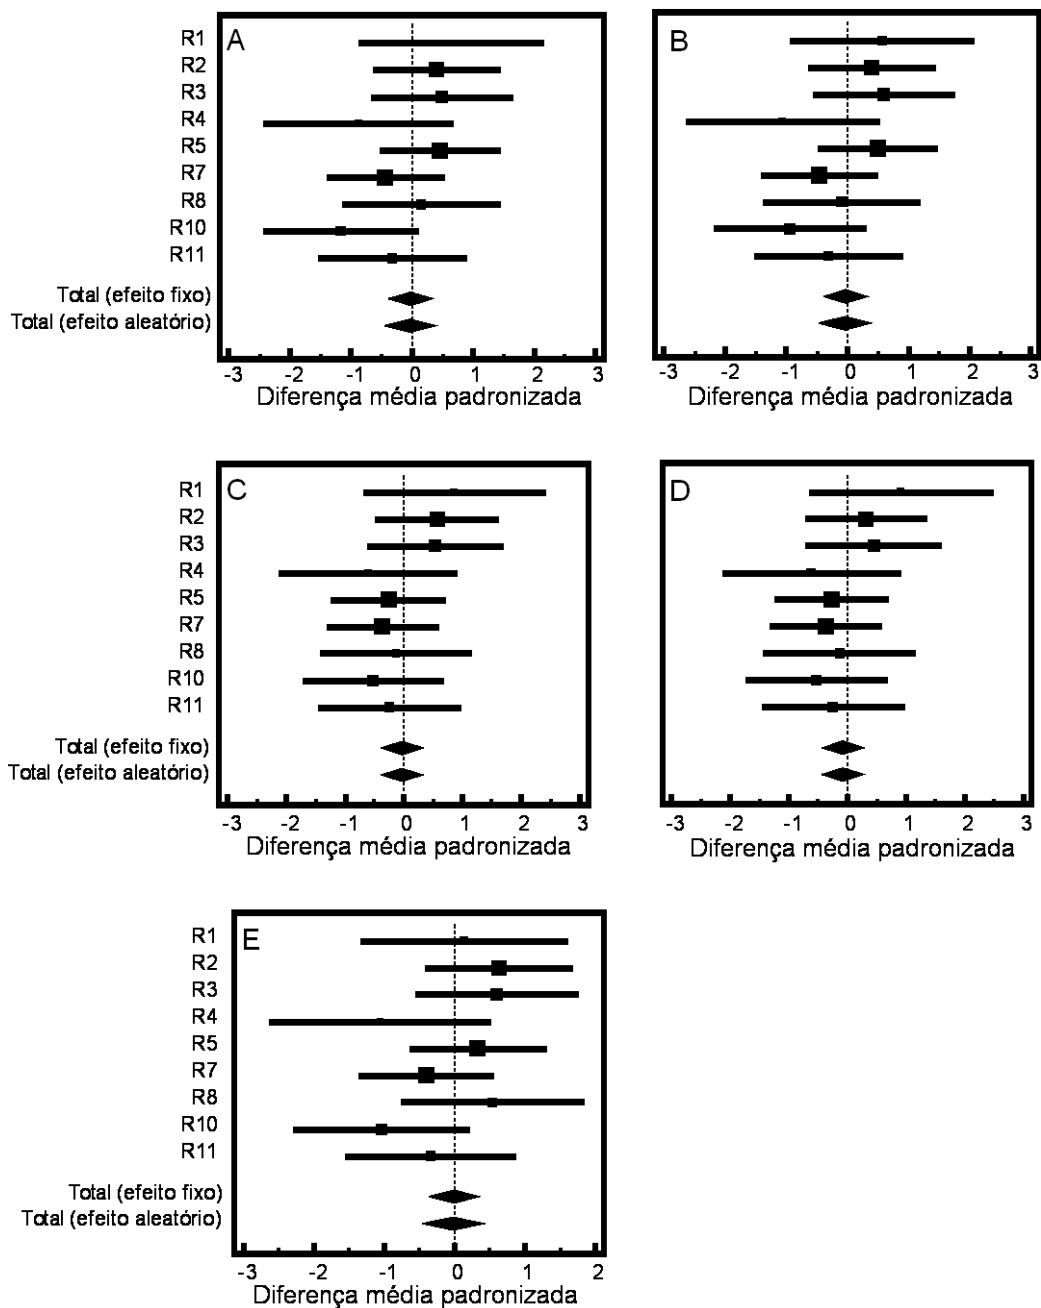 A
R1
R2
R3
R4
R5
R7
R8
R10
R11
Total (efeito fixo)
Total (efeito aleatório)
-3 -2 -1 0 1 2 3
Diferença média padronizada
B
-3 -2 -1 0 1 2 3
Diferença média padronizada
C
R1
R2
R3
R4
R5
R7
R8
R10
R11
Total (efeito fixo)
Total (efeito aleatório)
-3 -2 -1 0 1 2 3
Diferença média padronizada
D
-3 -2 -1 0 1 2 3
Diferença média padronizada
E
R1
R2
R3
R4
R5
R7
R8
R10
R11
Total (efeito fixo)
Total (efeito aleatório)
-3 -2 -1 0 1 2
Diferença média padronizada